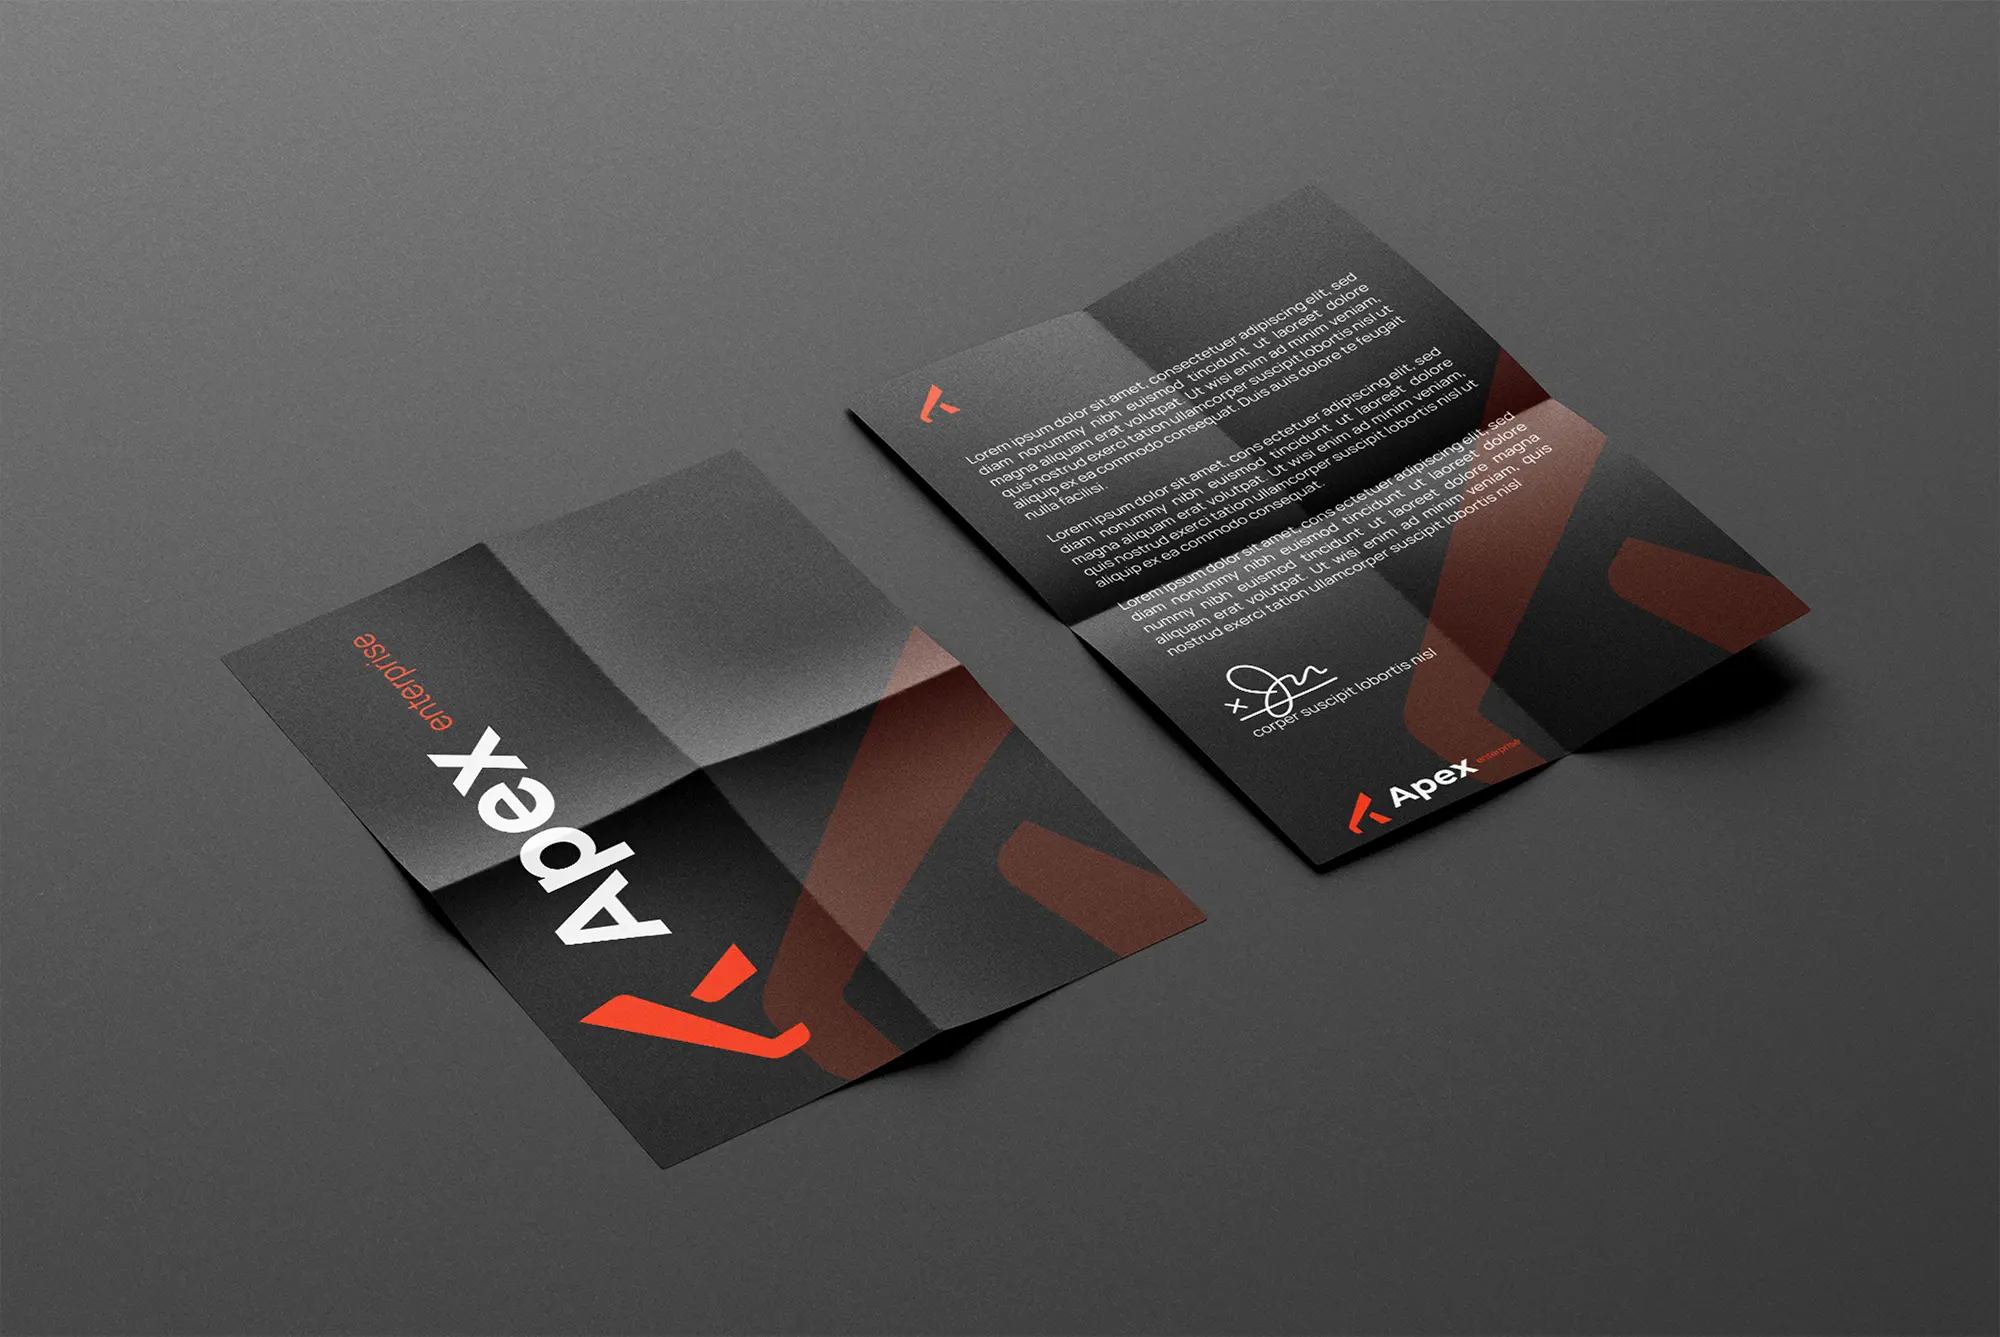 Apex enterprise
Lorem ipsum dolor sit amet, consectetuer adipiscing elit, sed
diam nonummy nibh euismod tincidunt ut laoreet dolore
magna aliquam erat volutpat. Ut wisi enim ad minim veniam,
quis nostrud exerci tation ullamcorper suscipit lobortis nisl ut
aliquip ex ea commodo consequat. Duis auis dolore te feugait
nulla facilisi.
Lorem ipsum dolor sit amet, cons ectetuer adipiscing elit, sed
diam nonummy nibh euismod tincidunt ut laoreet dolore
magna aliquam erat volutpat. Ut wisi enim ad minim veniam,
quis nostrud exerci tation ullamcorper suscipit lobortis nisl ut
aliquip ex ea commodo consequat.
Lorem ipsum dolor sit amet, cons ectetuer adipiscing elit, sed
diam nonummy nibh euismod tincidunt ut laoreet dolore
nummy nibh euismod tincidunt ut laoreet dolore magna
aliquam erat volutpat. Ut wisi enim ad minim veniam, quis
nostrud exerci tation ullamcorper suscipit lobortis nisl
x
corper suscipit lobortis nisl
Apex enterprise